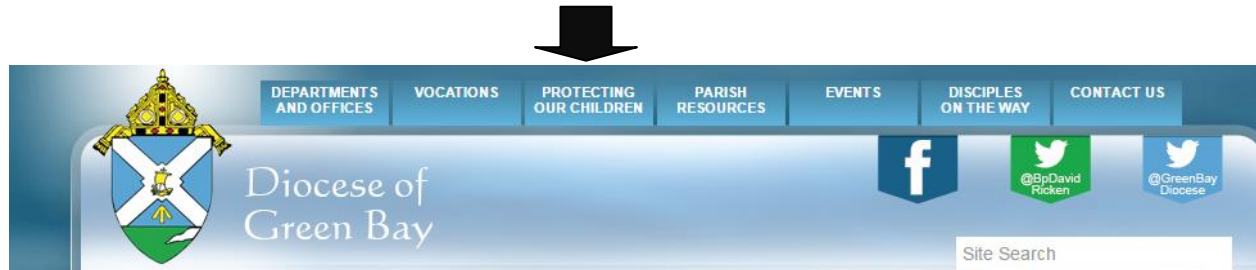 DEPARTMENTS
AND OFFICES
VOCATIONS
PROTECTING
OUR CHILDREN
PARISH
RESOURCES
EVENTS
DISCIPLES
ON THE WAY
CONTACT US
f
@BpDavid
Ricken
@GreenBay
Diocese
Diocese of
Green Bay
Site Search